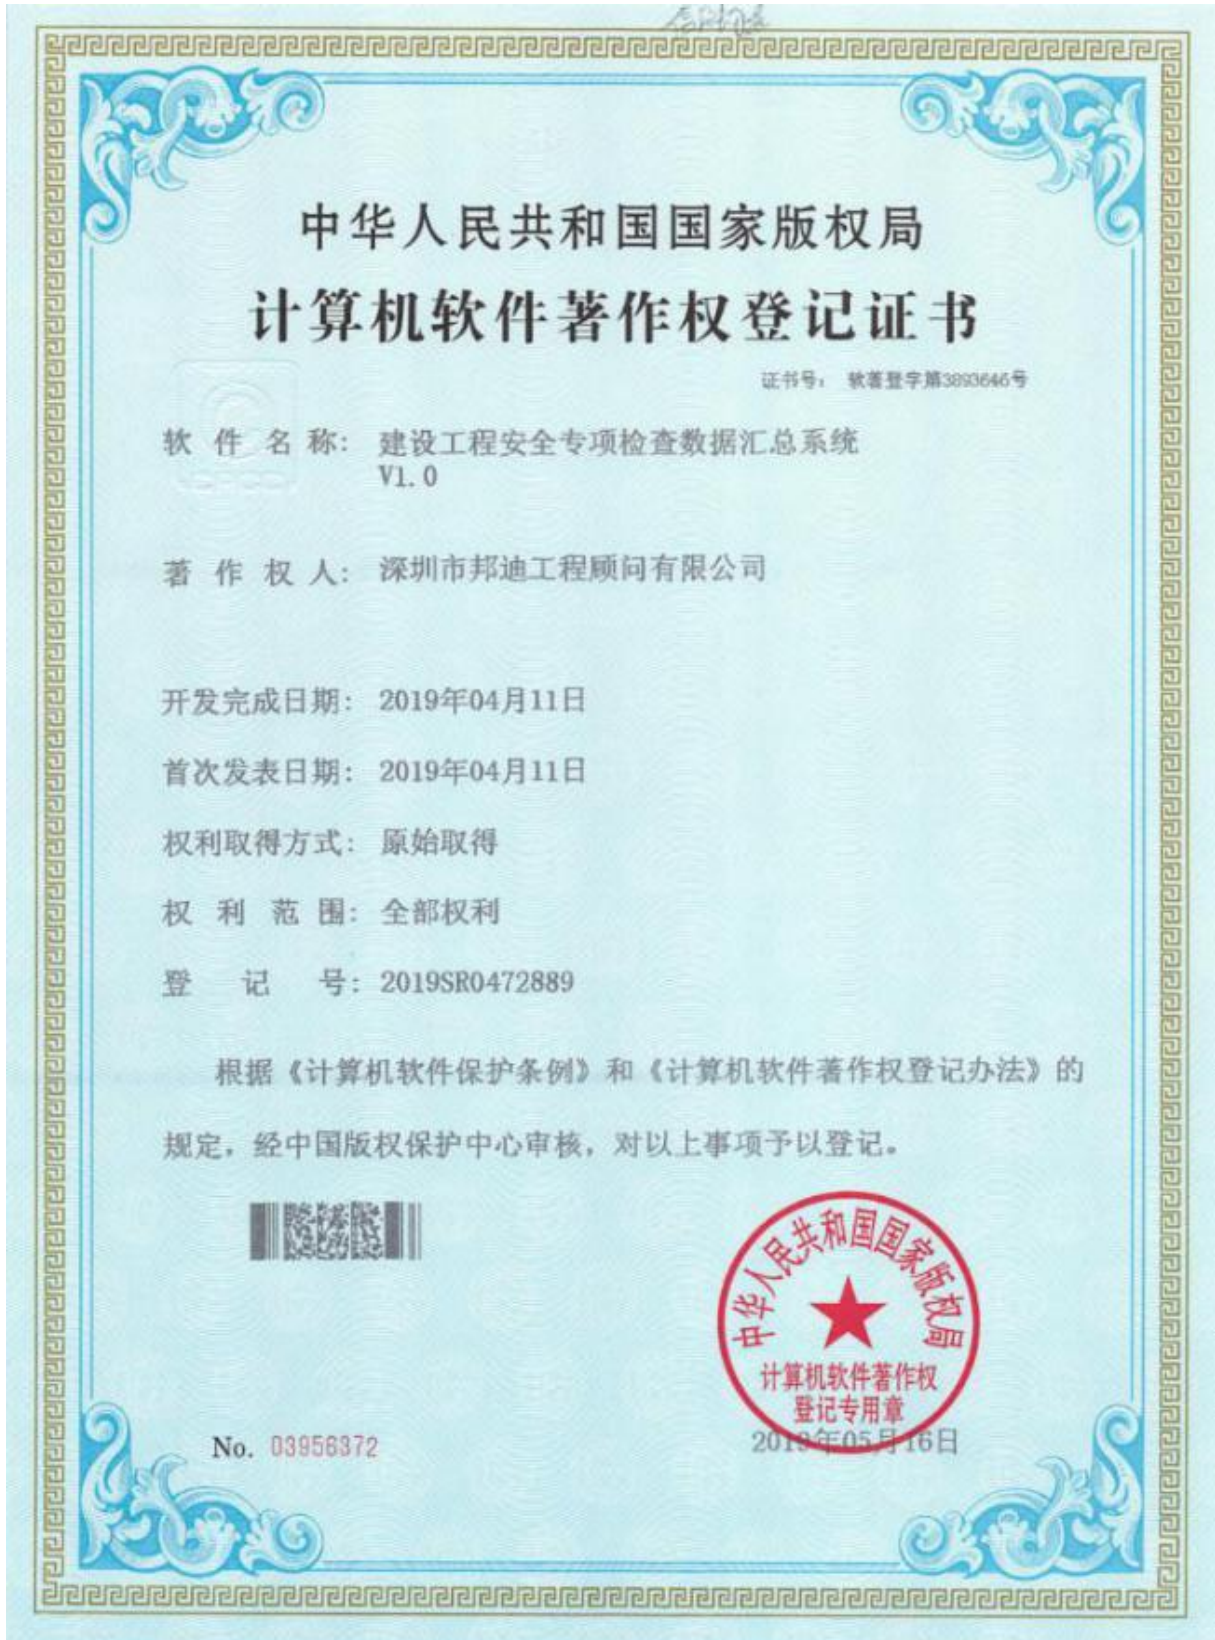 中华人民共和国国家版权局
计算机软件著作权登记证书
证书号： 软著登字第3893646号
软件名称： 建设工程安全专项检查数据汇总系统
V1.0
著作权人： 深圳市邦迪工程顾问有限公司
开发完成日期： 2019年04月11日
首次发表日期： 2019年04月11日
权利取得方式： 原始取得
权利范围： 全部权利
登记号： 2019SR0472889
根据《计算机软件保护条例》和《计算机软件著作权登记办法》的
规定，经中国版权保护中心审核，对以上事项予以登记。
中华人民共和国国家版权局
计算机软件著作权
登记专用章
No. 03956372
2019年05月16日